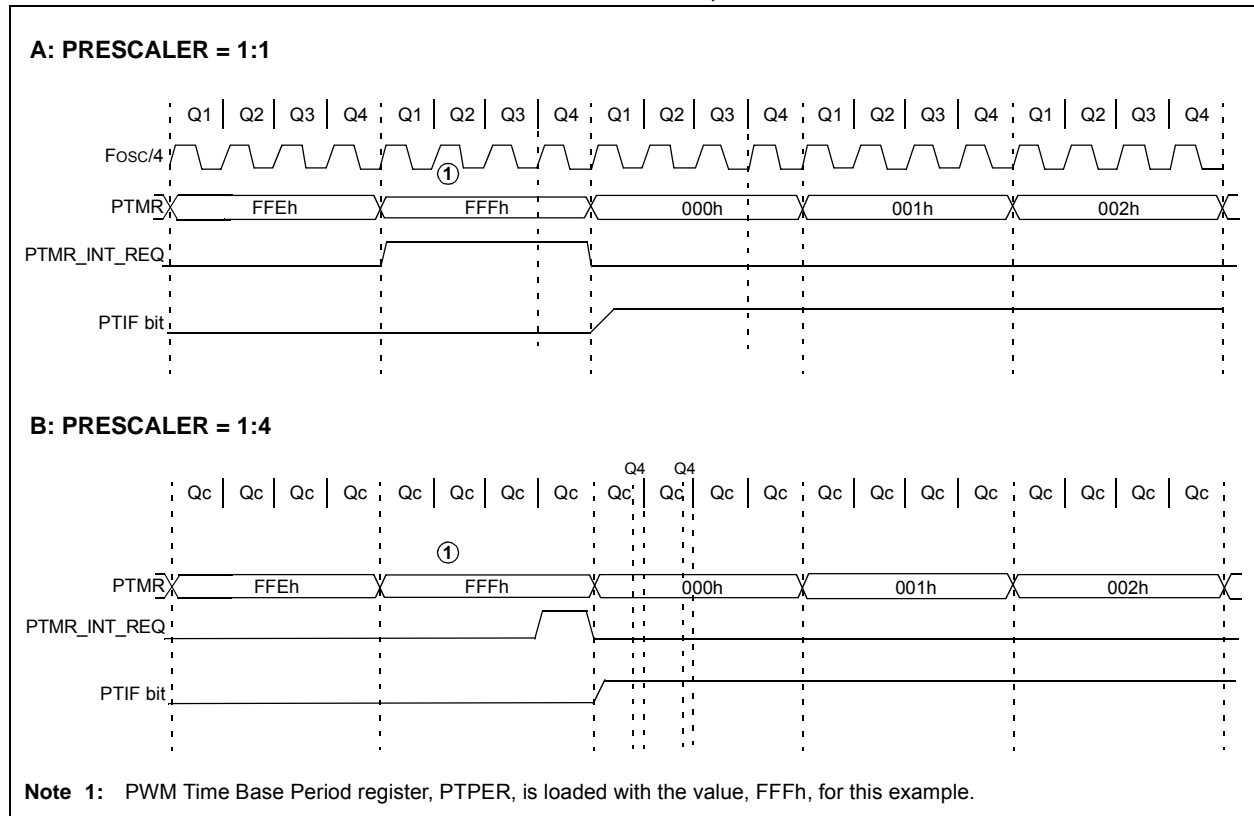 A: PRESCALER = 1:1
Q1 Q2 Q3 Q4 Q1 Q2 Q3 Q4 Q1 Q2 Q3 Q4 Q1 Q2 Q3 Q4 Q1 Q2 Q3 Q4
FOSC/4
1
PTMR FFEh FFFh 000h 001h 002h
PTMR_INT_REQ
PTIF bit
B: PRESCALER = 1:4
Q4 Q4
Qc Qc Qc Qc Qc Qc Qc Qc Qc Qc Qc Qc Qc Qc Qc Qc Qc Qc Qc Qc
1
PTMR FFEh FFFh 000h 001h 002h
PTMR_INT_REQ
PTIF bit
Note 1: PWM Time Base Period register, PTPER, is loaded with the value, FFFh, for this example.